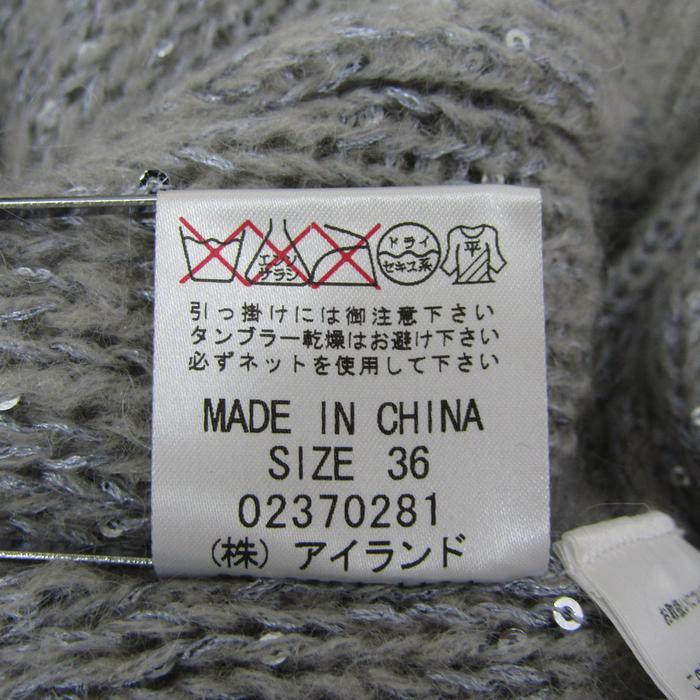 エンソ
サラシ
ドライ
セキユ系
平
引っ掛けには御注意下さい
タンブラー乾燥はお避け下さい
必ずネットを使用して下さい
MADE IN CHINA
SIZE 36
02370281
(株) アイランド